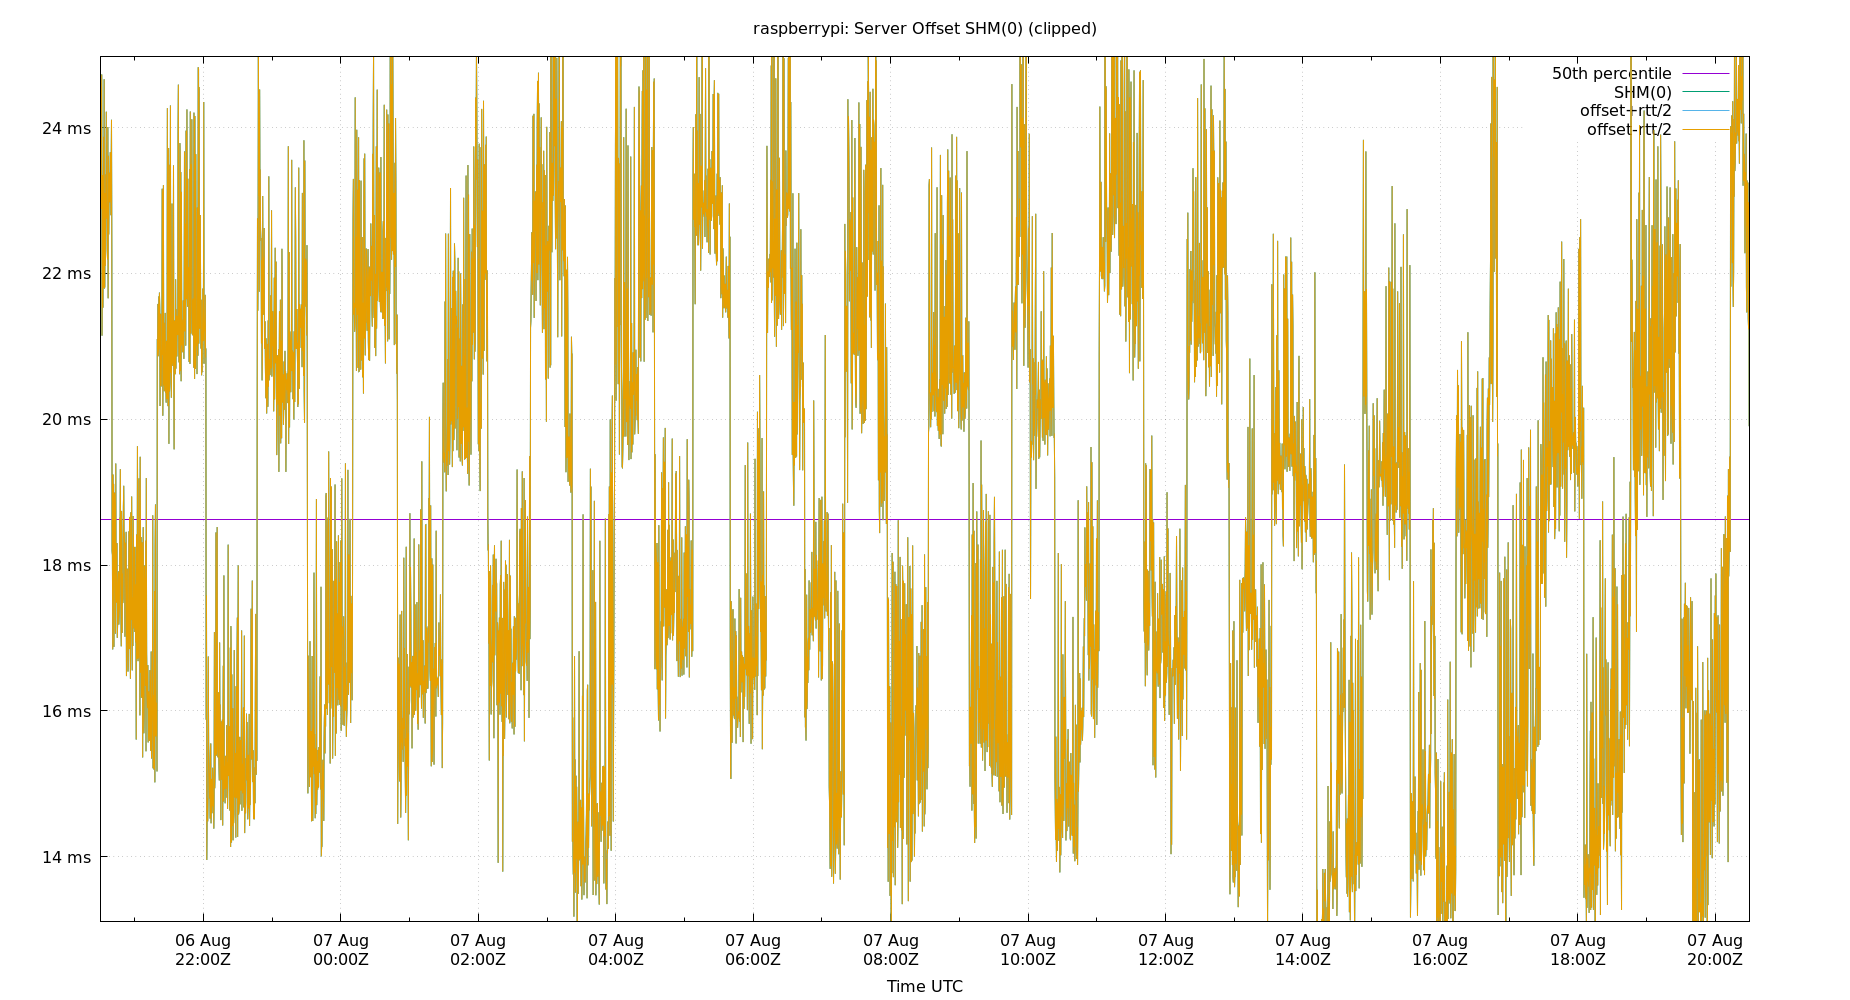 raspberrypi: Server Offset SHM(0) (clipped)
50th percentile
SHM(0)
offset+rtt/2
offset-rtt/2
24 ms
22 ms
20 ms
18 ms
16 ms
14 ms
06 Aug 07 Aug 07 Aug 07 Aug 07 Aug 07 Aug 07 Aug 07 Aug 07 Aug 07 Aug 07 Aug 07 Aug
22:00Z 00:00Z 02:00Z 04:00Z 06:00Z 08:00Z 10:00Z 12:00Z 14:00Z 16:00Z 18:00Z 20:00Z
Time UTC